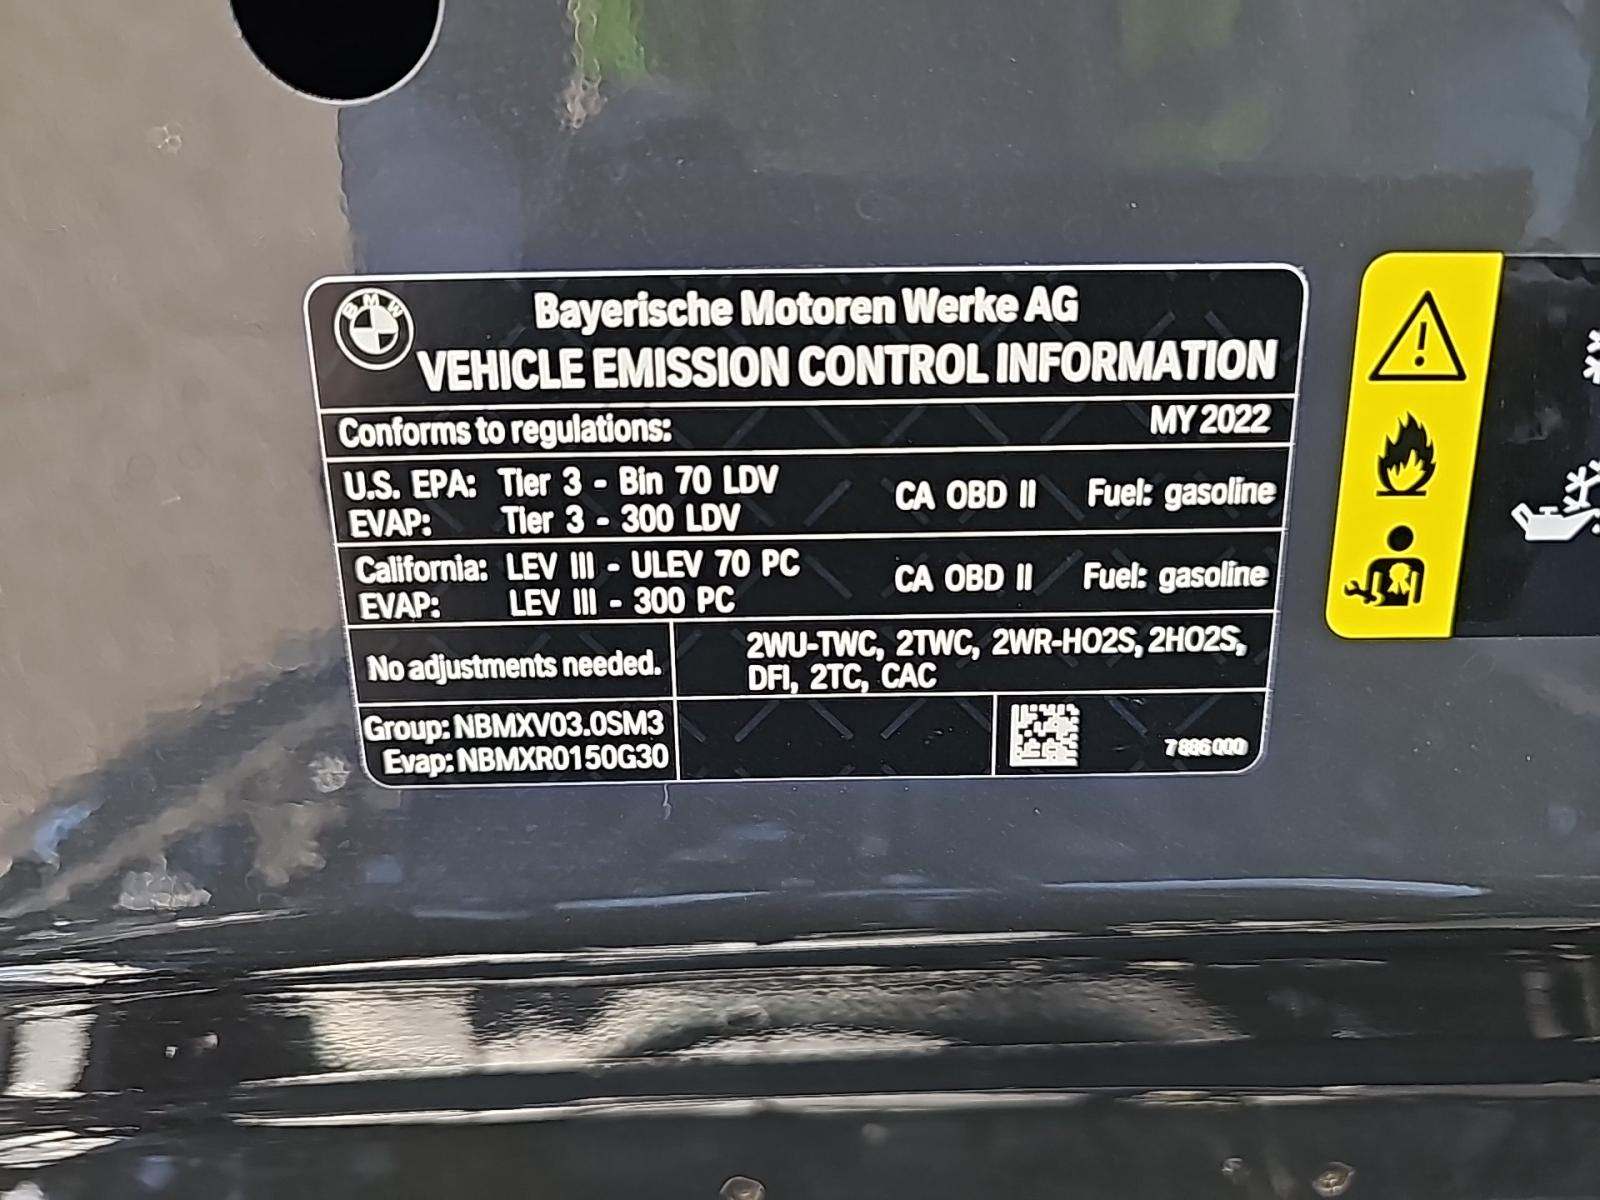 BMW
Bayerische Motoren Werke AG
VEHICLE EMISSION CONTROL INFORMATION
Conforms to regulations: MY 2022
U.S. EPA: Tier 3 - Bin 70 LDV CA OBD II Fuel: gasoline
EVAP: Tier 3 - 300 LDV
California: LEV III - ULEV 70 PC CA OBD II Fuel: gasoline
EVAP: LEV III - 300 PC
No adjustments needed. 2WU-TWC, 2TWC, 2WR-HO2S, 2HO2S,
DFI, 2TC, CAC
Group: NBMXV03.0SM3
Evap: NBMXR0150G30
7 886 000